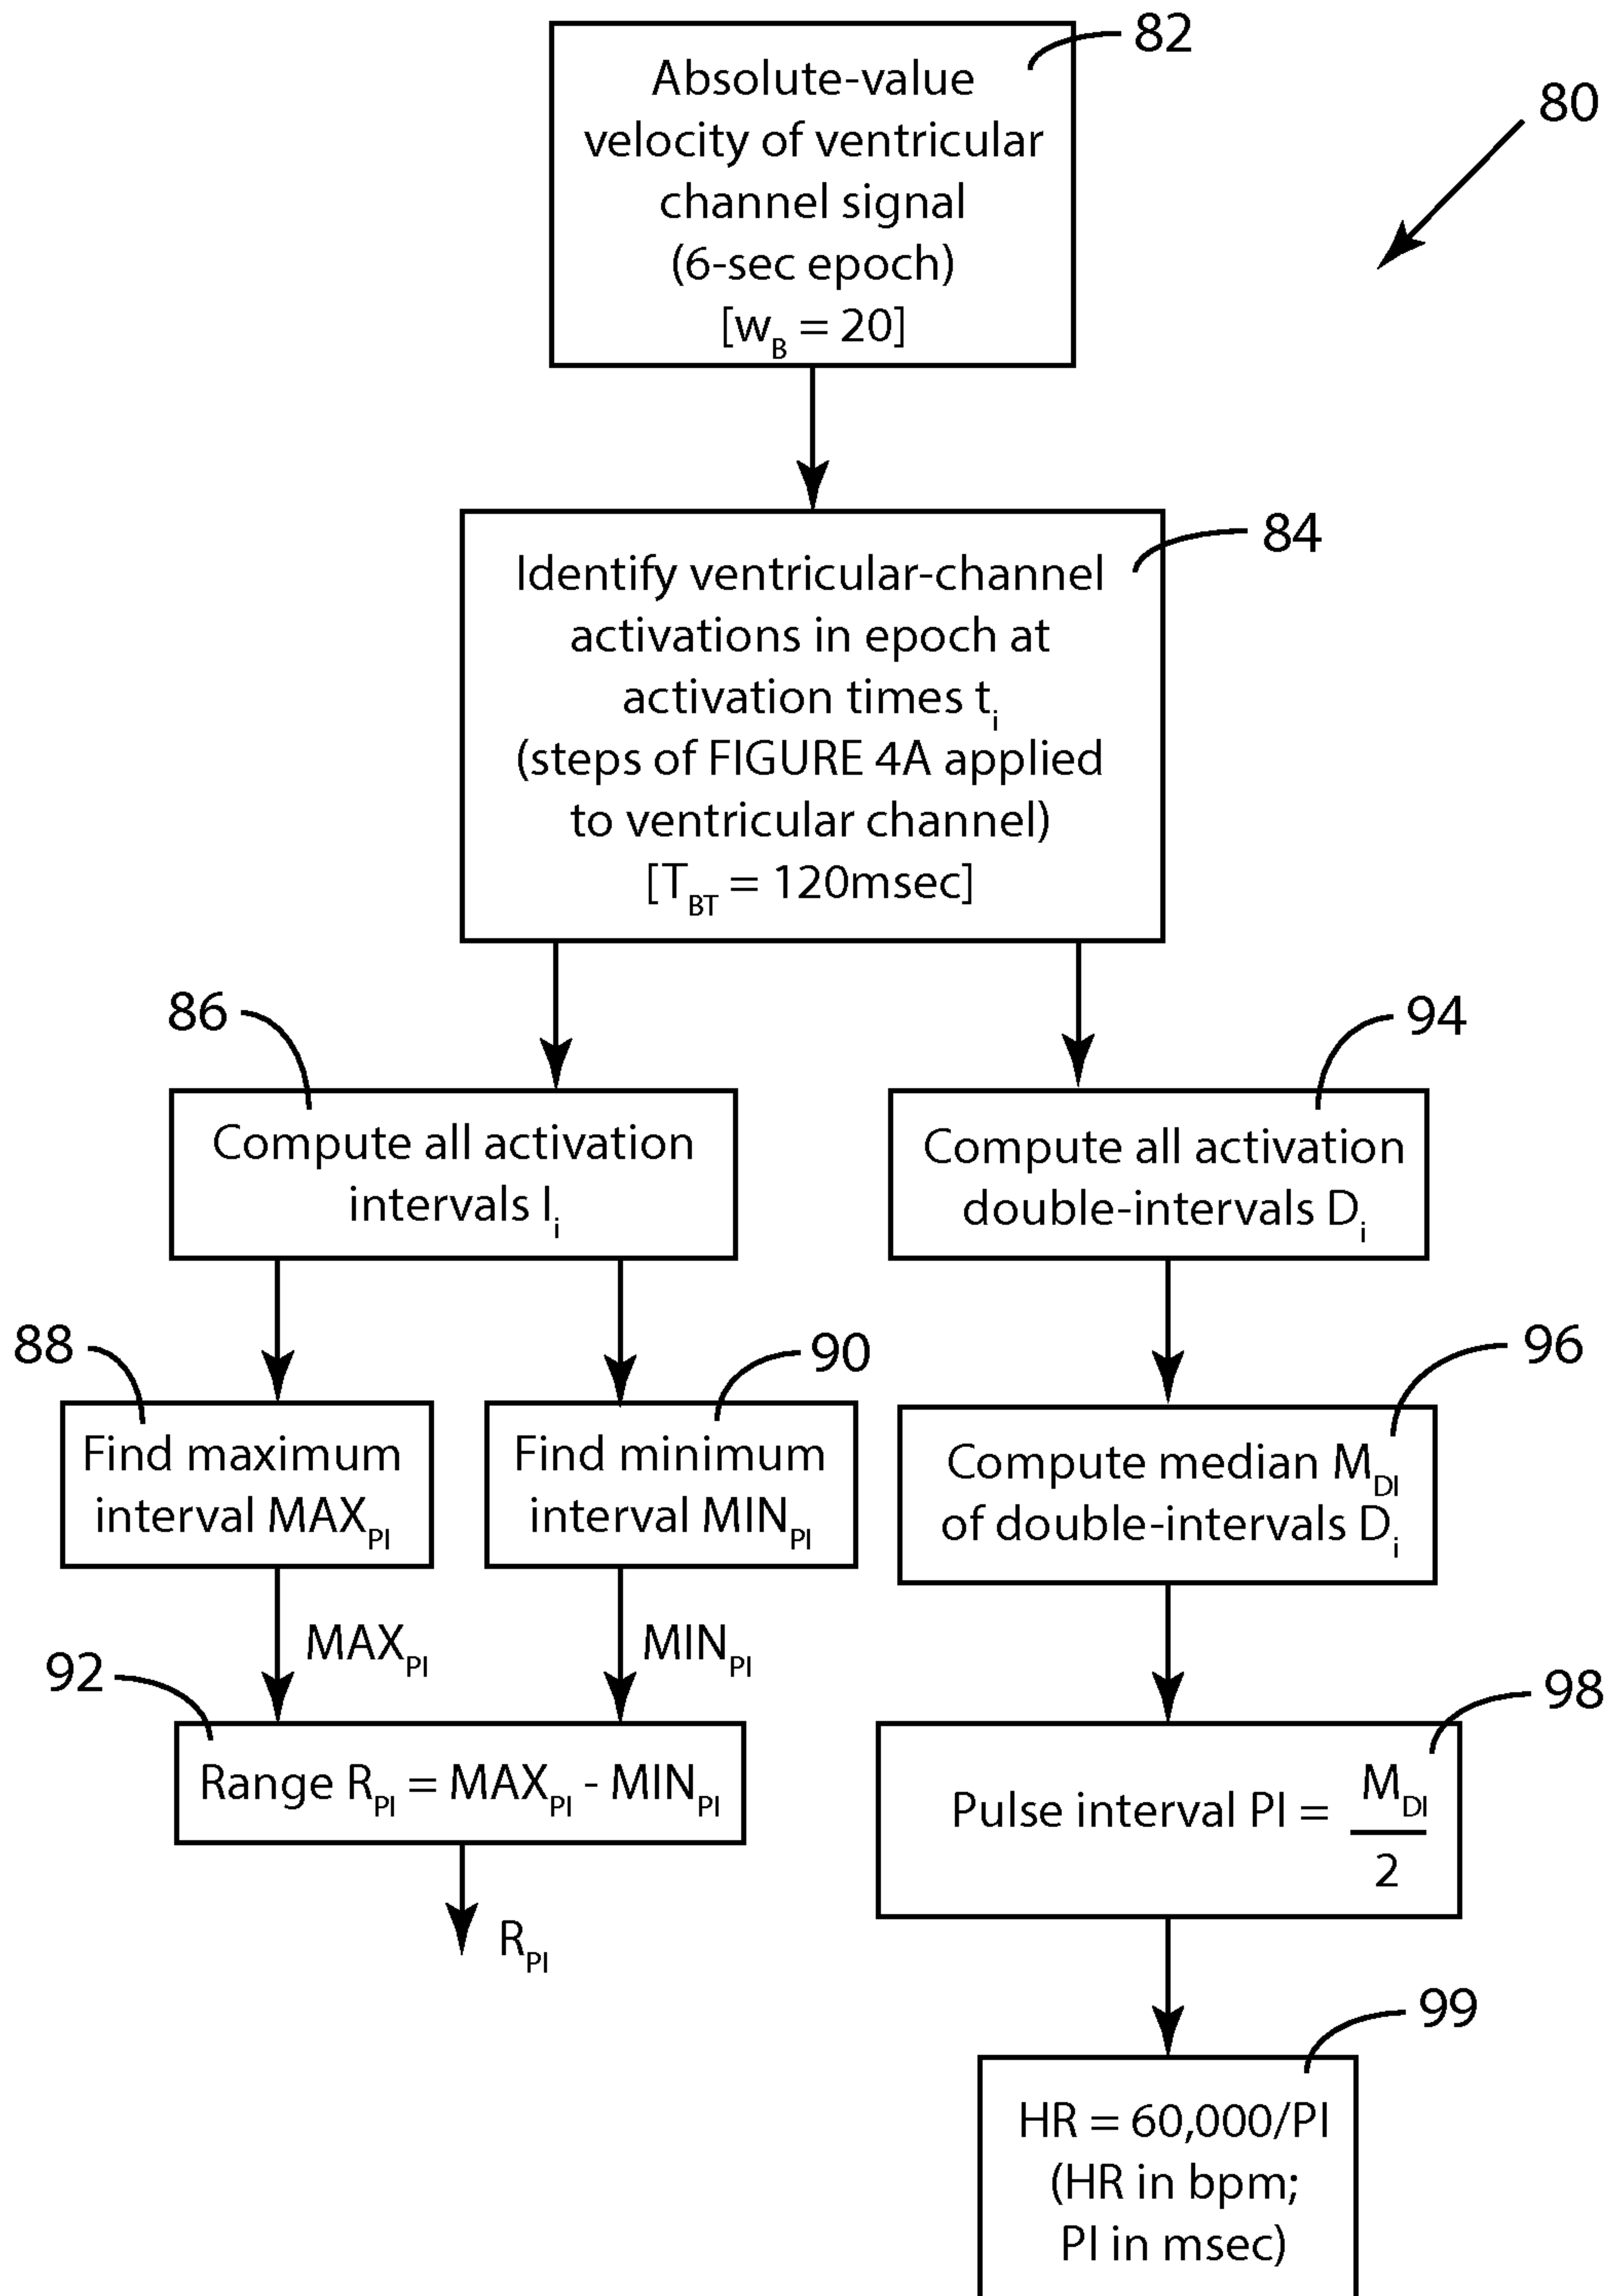 82
Absolute-value
velocity of ventricular
channel signal
(6-sec epoch)
[w_B = 20]
80
84
Identify ventricular-channel
activations in epoch at
activation times t_i
(steps of FIGURE 4A applied
to ventricular channel)
[T_BT = 120msec]
86
Compute all activation
intervals I_i
94
Compute all activation
double-intervals D_i
88
Find maximum
interval MAX_PI
90
Find minimum
interval MIN_PI
96
Compute median M_DI
of double-intervals D_i
MAX_PI
MIN_PI
92
Range R_PI = MAX_PI - MIN_PI
R_PI
98
Pulse interval PI = M_DI / 2
99
HR = 60,000/PI
(HR in bpm;
PI in msec)